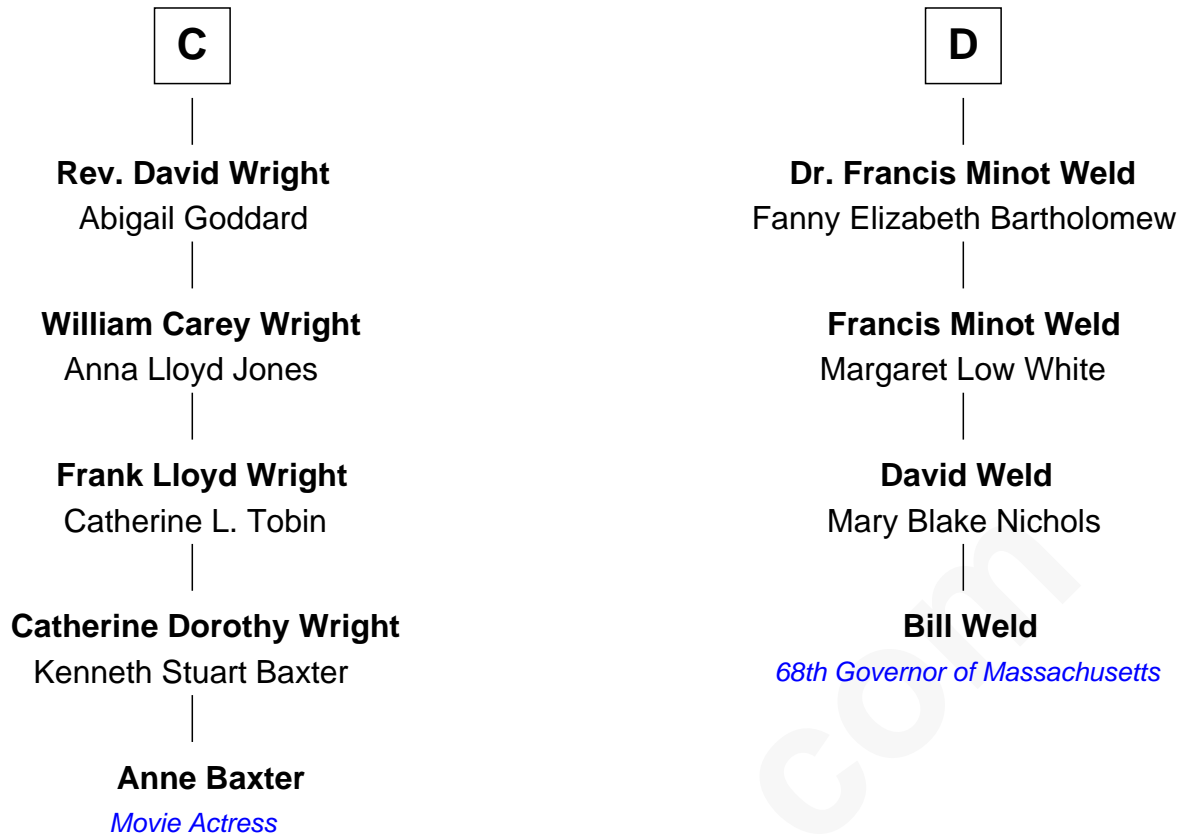 C
Rev. David Wright
Abigail Goddard
William Carey Wright
Anna Lloyd Jones
Frank Lloyd Wright
Catherine L. Tobin
Catherine Dorothy Wright
Kenneth Stuart Baxter
Anne Baxter
Movie Actress
D
Dr. Francis Minot Weld
Fanny Elizabeth Bartholomew
Francis Minot Weld
Margaret Low White
David Weld
Mary Blake Nichols
Bill Weld
68th Governor of Massachusetts
com